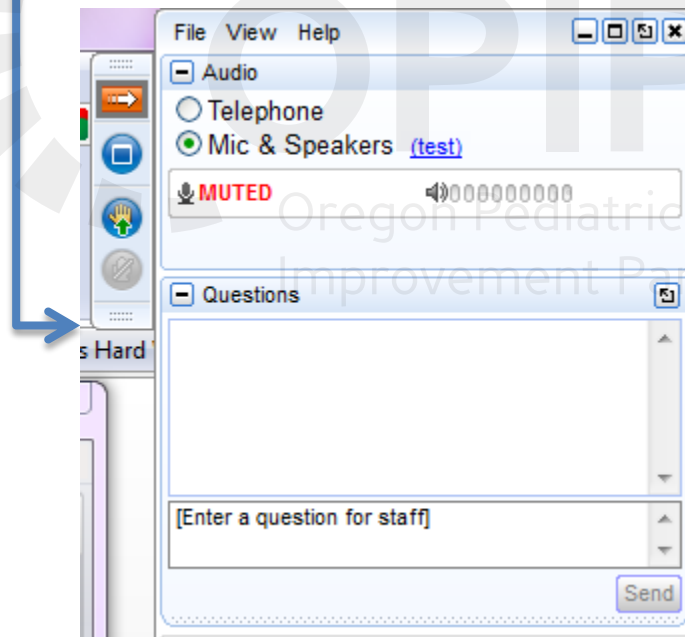 File View Help
Audio
Telephone
Mic & Speakers (test)
MUTED
Oregon Pediatric
Improvement
Questions
s Hard
[Enter a question for staff]
Send